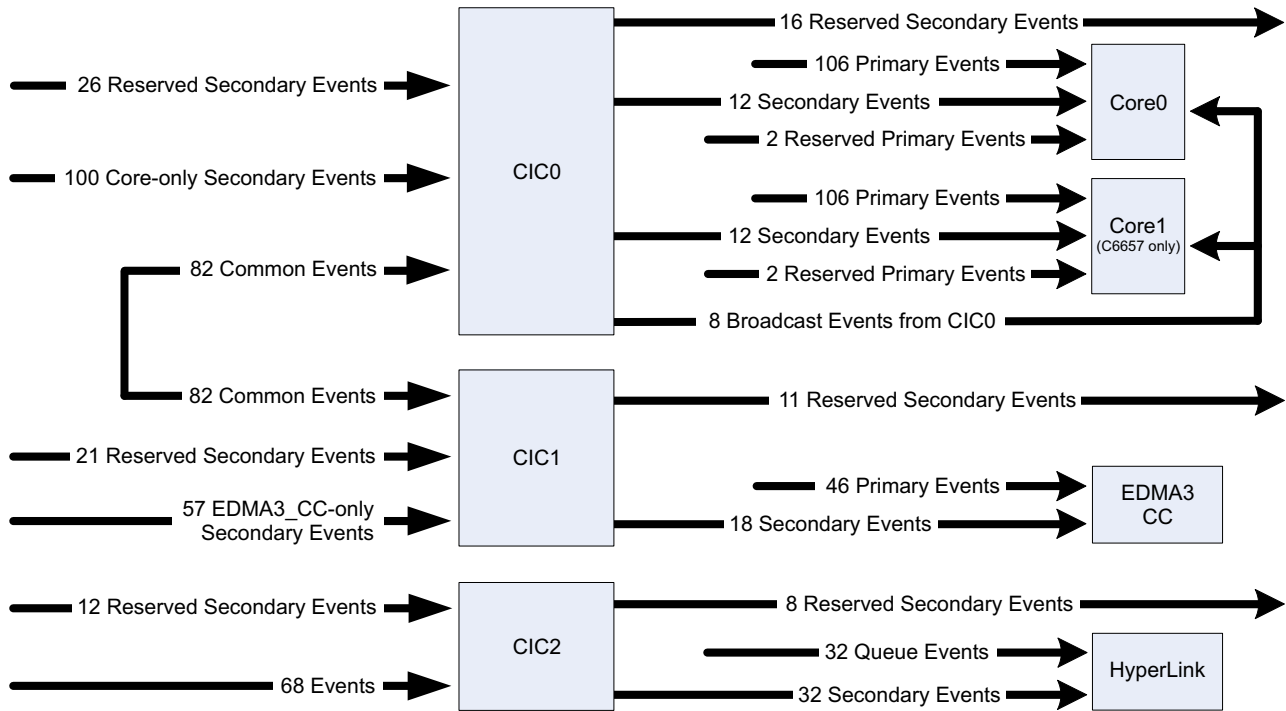 16 Reserved Secondary Events
106 Primary Events
26 Reserved Secondary Events
12 Secondary Events
Core0
2 Reserved Primary Events
100 Core-only Secondary Events
CIC0
106 Primary Events
Core1
(C6657 only)
12 Secondary Events
82 Common Events
2 Reserved Primary Events
8 Broadcast Events from CIC0
82 Common Events
11 Reserved Secondary Events
21 Reserved Secondary Events
CIC1
46 Primary Events
EDMA3
CC
57 EDMA3_CC-only
Secondary Events
18 Secondary Events
12 Reserved Secondary Events
8 Reserved Secondary Events
CIC2
32 Queue Events
HyperLink
68 Events
32 Secondary Events